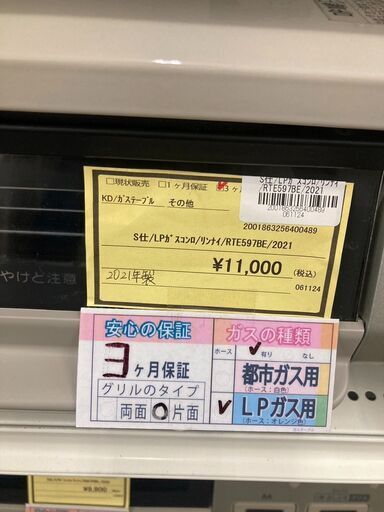 □現状販売 □1ヶ月保証 3ヶ
KD/ガステーブル その他
S仕/LPガスコンロ/リンナイ
/RTE597BE/2021
2001863256400489
061124
2001863256400489
S仕/LPガスコンロ/リンナイ/RTE597BE/2021
¥11,000 (税込)
2021年製
061124
やけど注意
安心の保証
3ヶ月保証
グリルのタイプ
両面 片面
ガスの種類
ホース 有り なし
都市ガス用
(ホース:白色)
LPガス用
(ホース:オレンジ色)
¥9,900